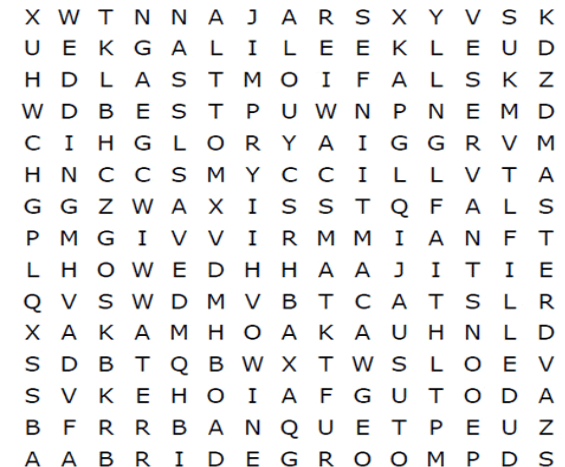 X W T N N A J A R S X Y V S K
U E K G A L I L E E K L E U D
H D L A S T M O I F A L S K Z
W D B E S T P U W N P N E M D
C I H G L O R Y A I G G R V M
H N C C S M Y C C I L L V T A
G G Z W A X I S S T Q F A L S
P M G I V V I R M M I A N F T
L H O W E D H H A A J I T I E
Q V S W D M V B T C A T S L R
X A K A M H O A K A U H N L D
S D B T Q B W X T W S L O E V
S V K E H O I A F G U T O D A
B F R R B A N Q U E T P E U Z
A A B R I D E G R O O M P D S